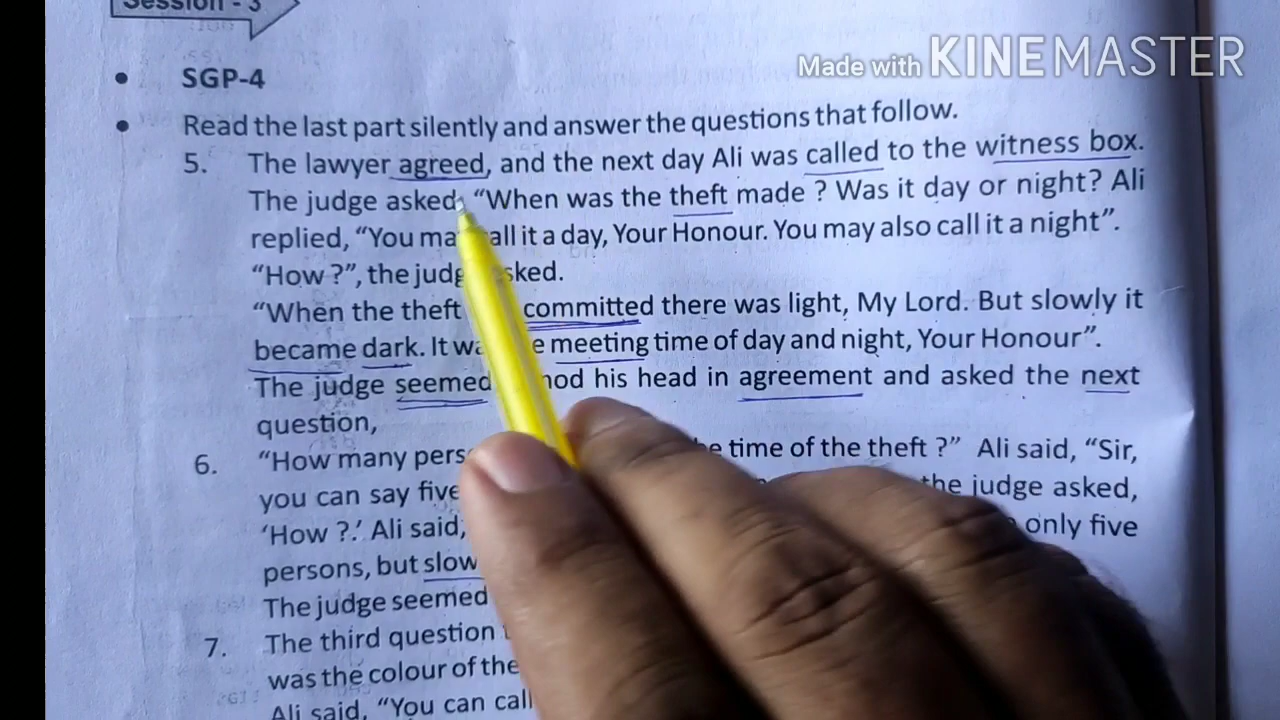 Session - 3
Made with KINEMASTER
• SGP-4
• Read the last part silently and answer the questions that follow.
5. The lawyer agreed, and the next day Ali was called to the witness box.
The judge asked, "When was the theft made ? Was it day or night? Ali
replied, "You may call it a day, Your Honour. You may also call it a night".
"How ?", the judge asked.
"When the theft committed there was light, My Lord. But slowly it
became dark. It was the meeting time of day and night, Your Honour".
The judge seemed nod his head in agreement and asked the next
question,
6. "How many time of the theft ?" Ali said, "Sir,
you can say five the judge asked,
'How ?.' Ali said, only five
persons, but
The judge seemed
7. The third question
was the colour of the
Ali said, "You can call